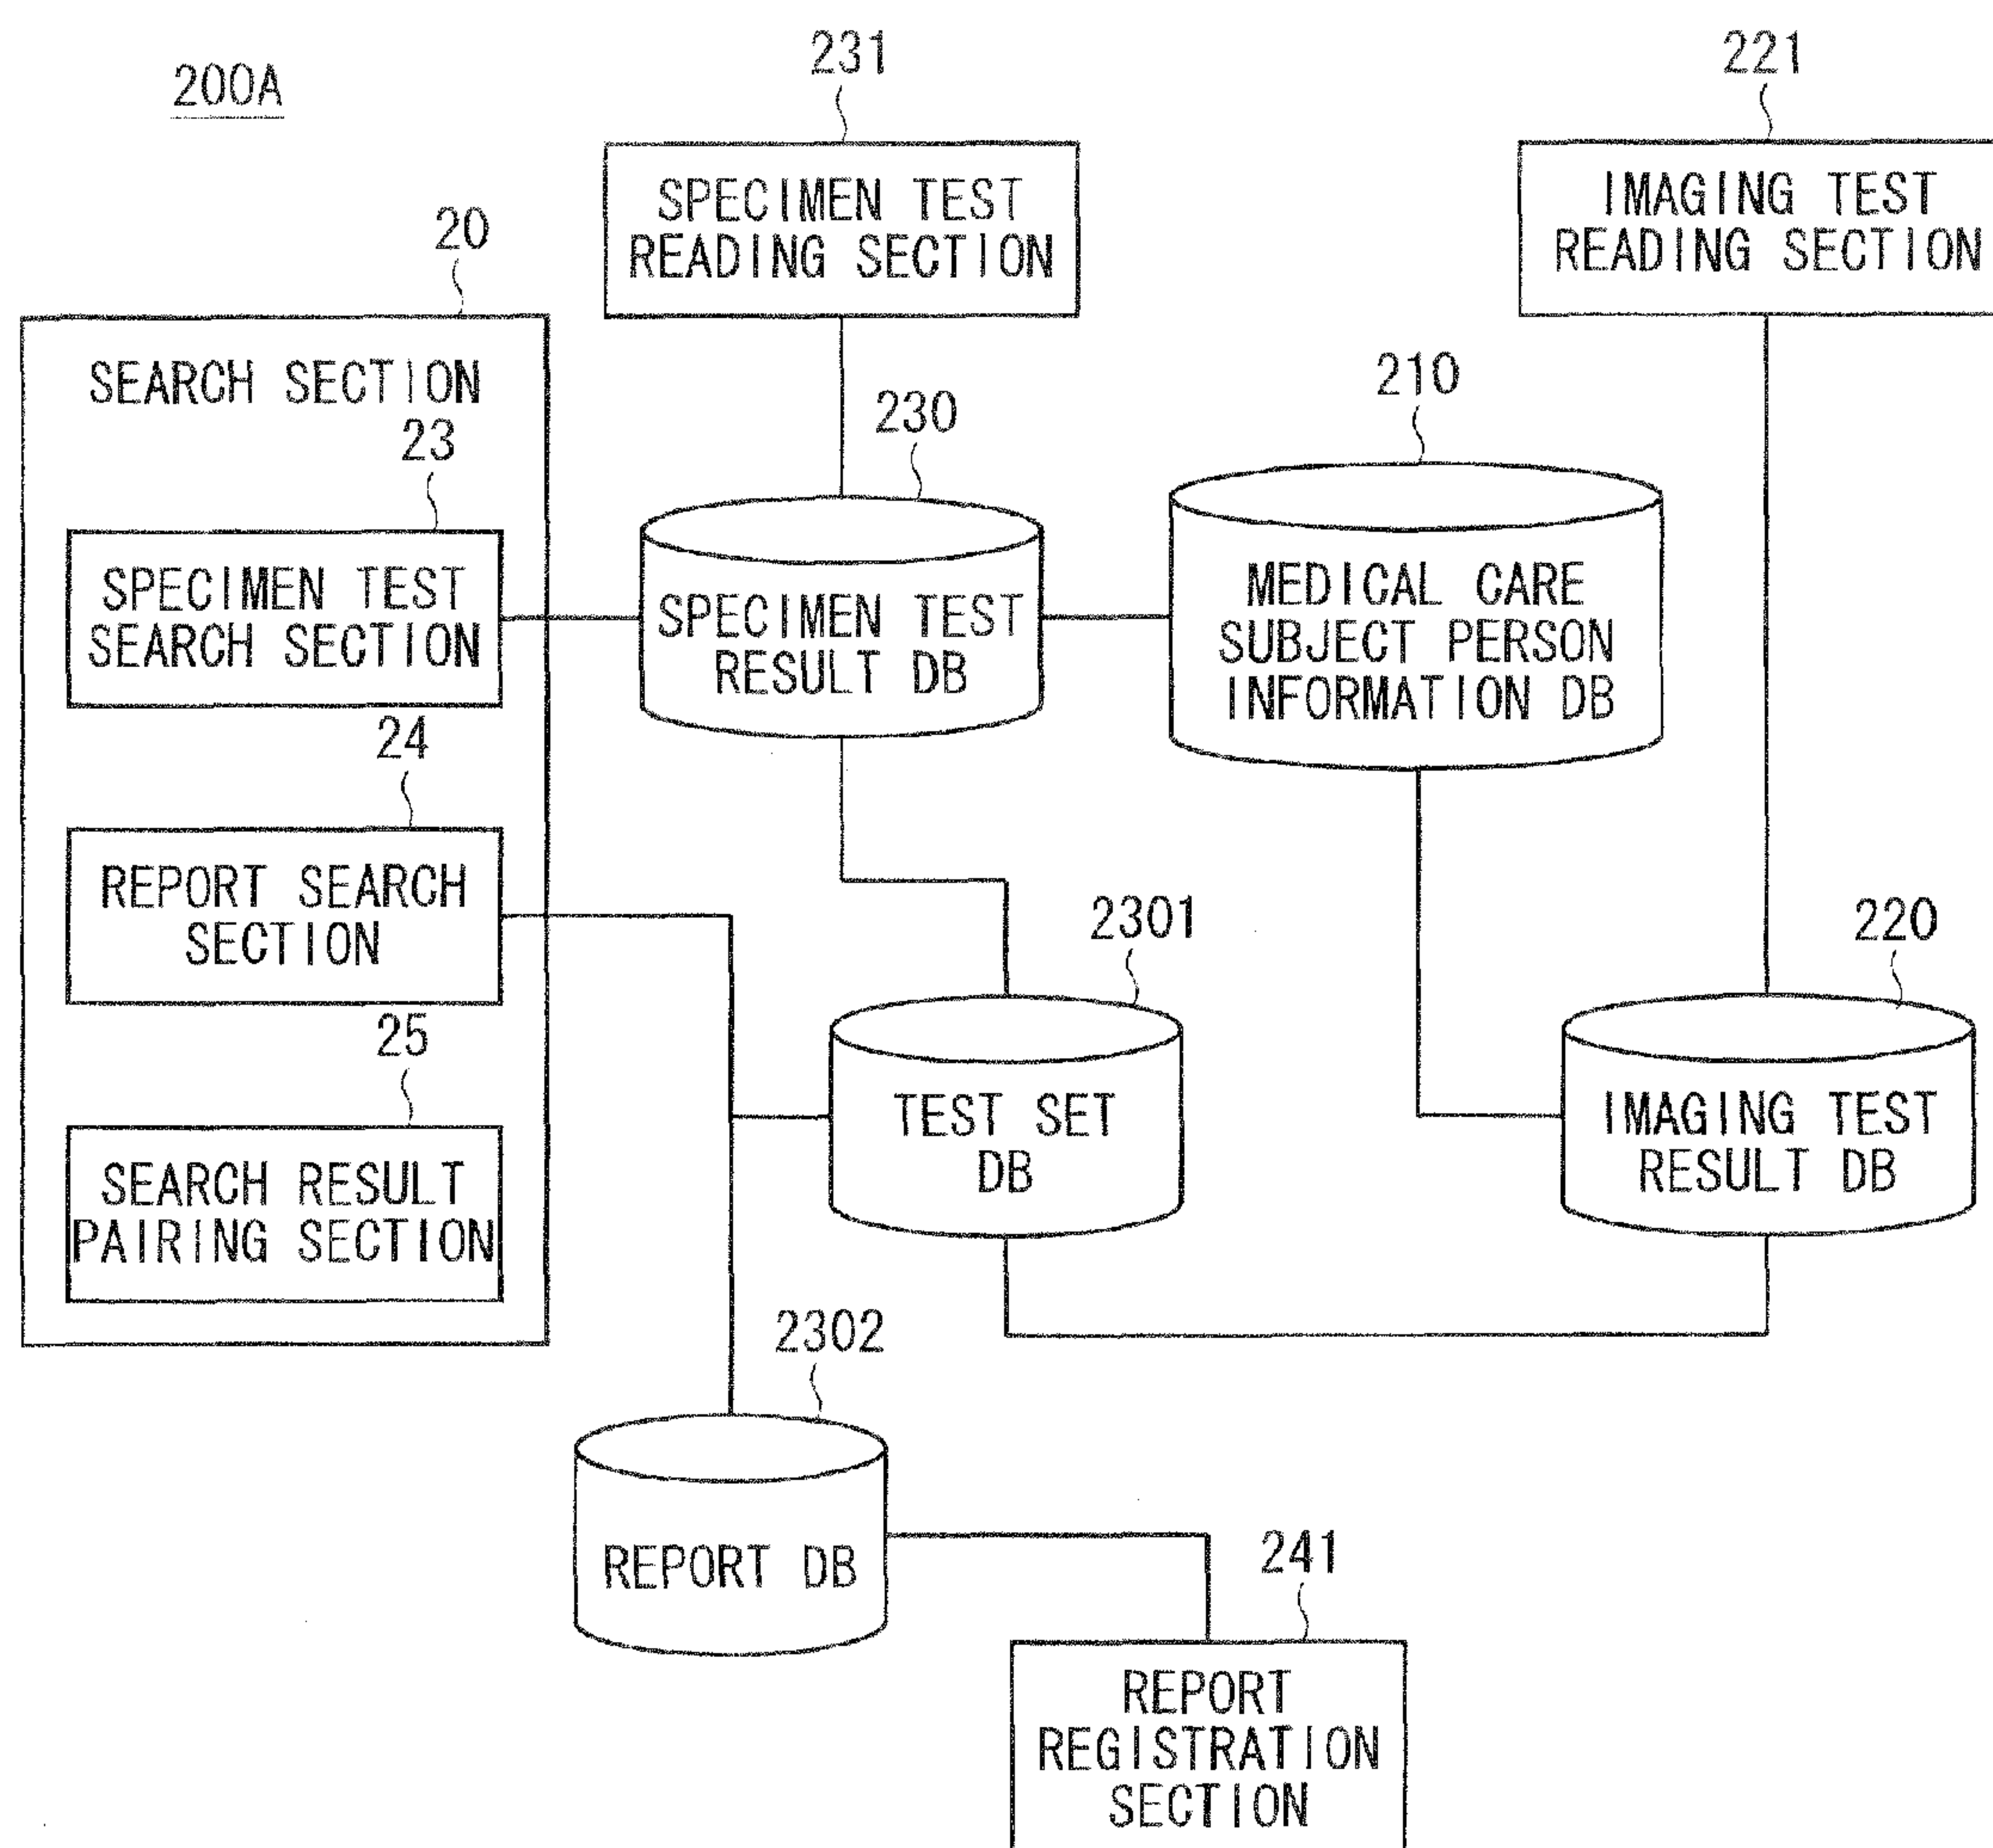 200A
231
221
SPECIMEN TEST
READING SECTION
IMAGING TEST
READING SECTION
20
SEARCH SECTION
23
SPECIMEN TEST
SEARCH SECTION
24
REPORT SEARCH
SECTION
25
SEARCH RESULT
PAIRING SECTION
230
SPECIMEN TEST
RESULT DB
210
MEDICAL CARE
SUBJECT PERSON
INFORMATION DB
2301
TEST SET
DB
220
IMAGING TEST
RESULT DB
2302
REPORT DB
241
REPORT
REGISTRATION
SECTION